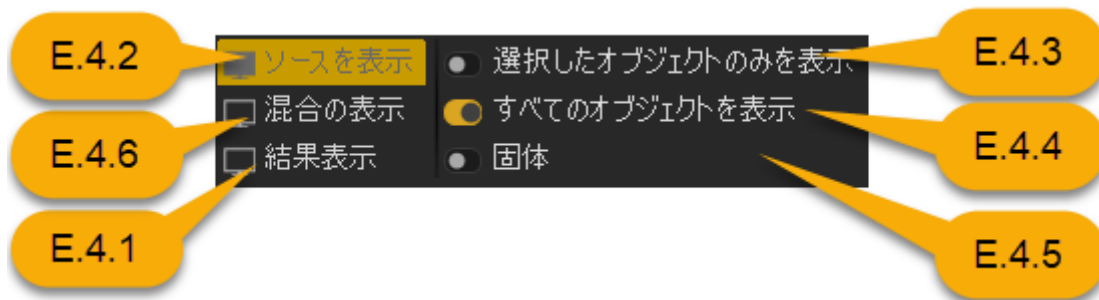 E.4.2
ソースを表示
選択したオブジェクトのみを表示
E.4.3
E.4.6
混合の表示
すべてのオブジェクトを表示
E.4.4
E.4.1
結果表示
固体
E.4.5